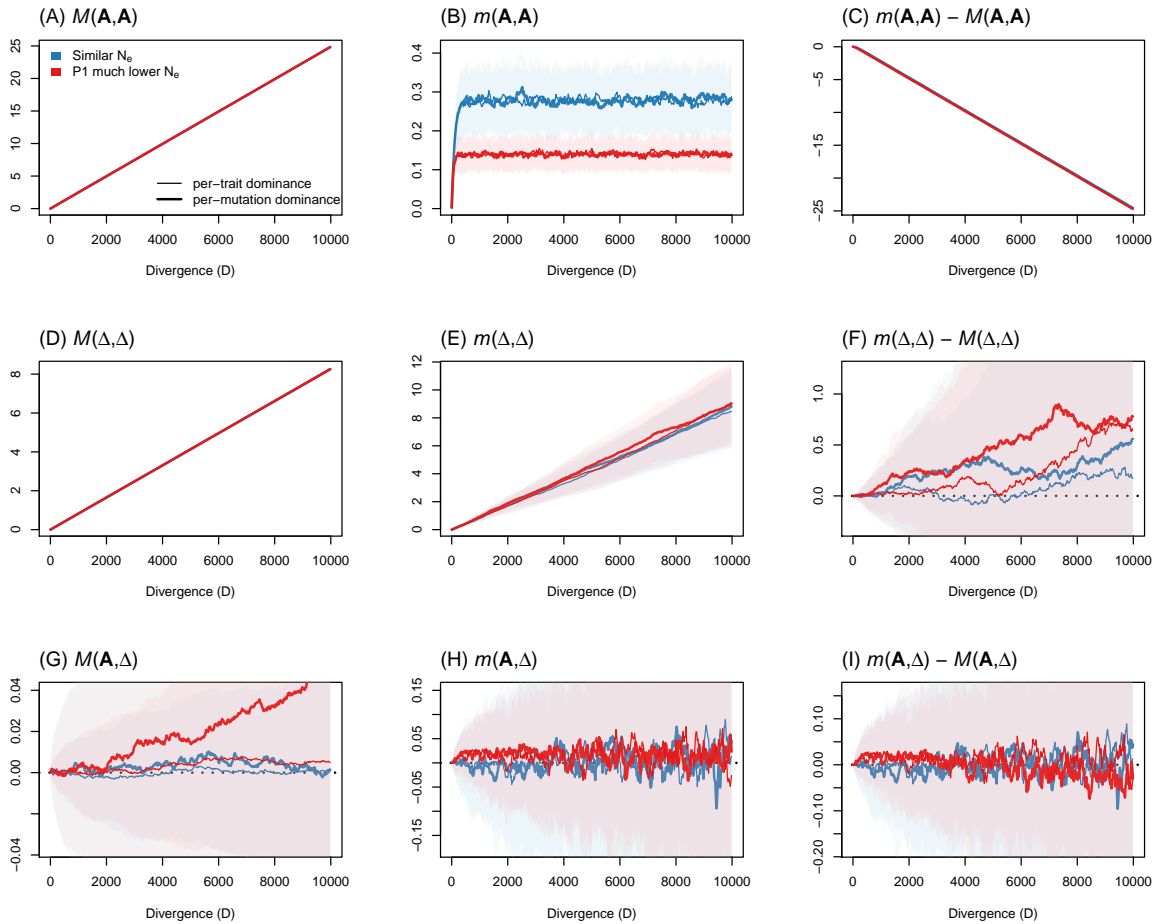 (A) M(A,A)
25
20
15
10
5
0
Similar Ne
P1 much lower Ne
per−trait dominance
per−mutation dominance
0 2000 4000 6000 8000 10000
Divergence (D)
(B) m(A,A)
0.4
0.3
0.2
0.1
0.0
0 2000 4000 6000 8000 10000
Divergence (D)
(C) m(A,A) − M(A,A)
0
−5
−15
−25
0 2000 4000 6000 8000 10000
Divergence (D)
(D) M(Δ,Δ)
8
6
4
2
0
0 2000 4000 6000 8000 10000
Divergence (D)
(E) m(Δ,Δ)
12
10
8
6
4
2
0
0 2000 4000 6000 8000 10000
Divergence (D)
(F) m(Δ,Δ) − M(Δ,Δ)
1.0
0.5
0.0
0 2000 4000 6000 8000 10000
Divergence (D)
(G) M(A,Δ)
0.04
0.02
0.00
−0.04
0 2000 4000 6000 8000 10000
Divergence (D)
(H) m(A,Δ)
0.15
0.05
−0.05
−0.15
0 2000 4000 6000 8000 10000
Divergence (D)
(I) m(A,Δ) − M(A,Δ)
0.10
0.00
−0.10
−0.20
0 2000 4000 6000 8000 10000
Divergence (D)